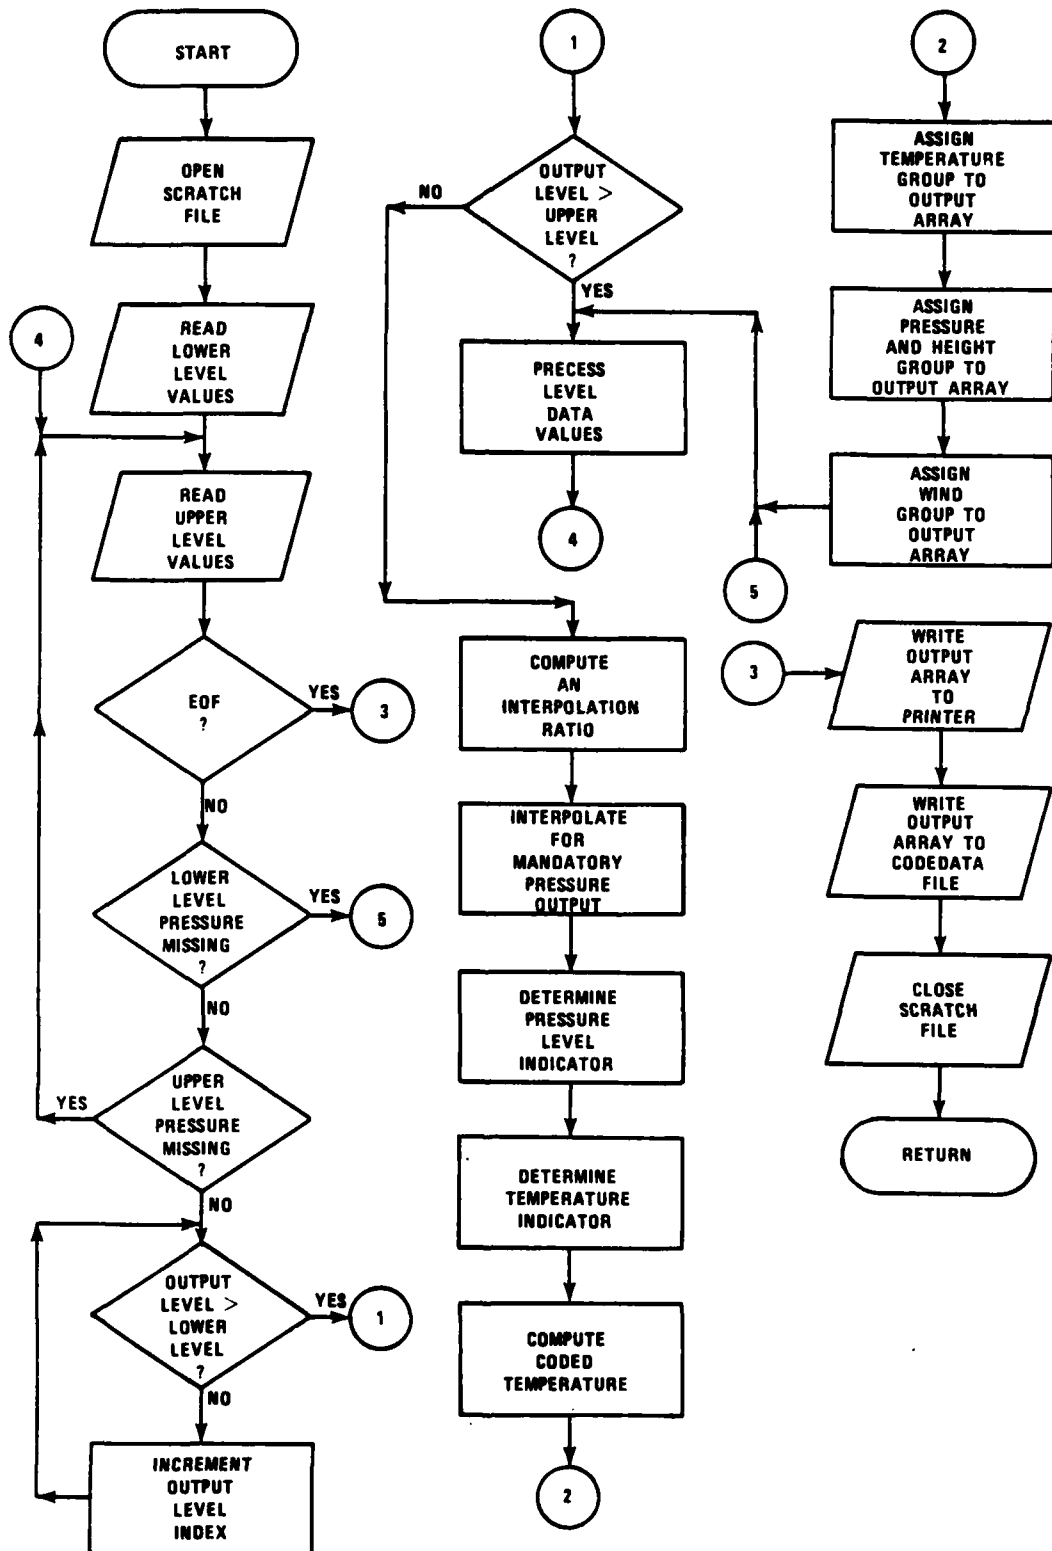 START
OPEN
SCRATCH
FILE
READ
LOWER
LEVEL
VALUES
4
READ
UPPER
LEVEL
VALUES
EOF
?
YES
3
NO
LOWER
LEVEL
PRESSURE
MISSING
?
YES
5
NO
UPPER
LEVEL
PRESSURE
MISSING
?
YES
NO
OUTPUT
LEVEL >
LOWER
LEVEL
?
YES
1
NO
INCREMENT
OUTPUT
LEVEL
INDEX
1
OUTPUT
LEVEL >
UPPER
LEVEL
?
NO
YES
PRECESS
LEVEL
DATA
VALUES
4
COMPUTE
AN
INTERPOLATION
RATIO
INTERPOLATE
FOR
MANDATORY
PRESSURE
OUTPUT
DETERMINE
PRESSURE
LEVEL
INDICATOR
DETERMINE
TEMPERATURE
INDICATOR
COMPUTE
CODED
TEMPERATURE
2
2
ASSIGN
TEMPERATURE
GROUP TO
OUTPUT
ARRAY
ASSIGN
PRESSURE
AND HEIGHT
GROUP TO
OUTPUT ARRAY
ASSIGN
WIND
GROUP TO
OUTPUT
ARRAY
5
3
WRITE
OUTPUT
ARRAY
TO
PRINTER
WRITE
OUTPUT
ARRAY TO
CODEDATA
FILE
CLOSE
SCRATCH
FILE
RETURN